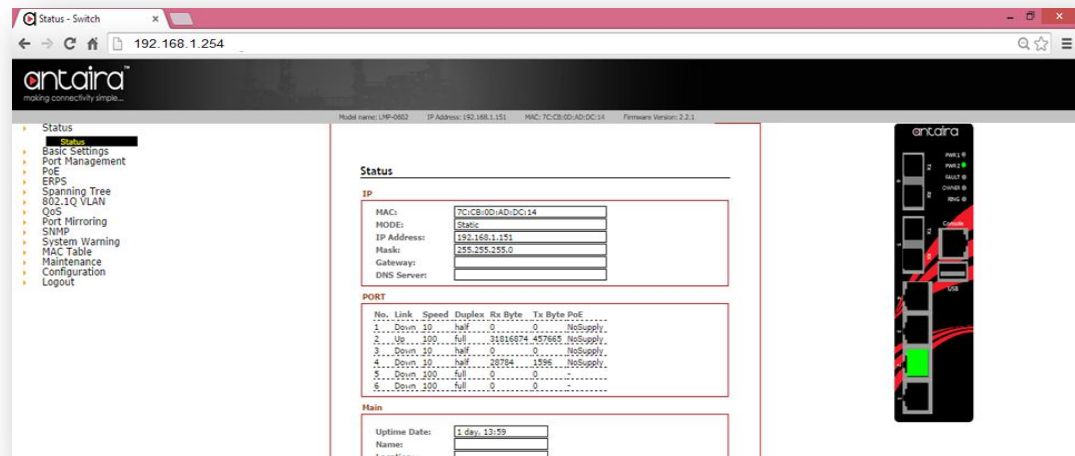 Status - Switch
192.168.1.254
antaira™
making connectivity simple...
Model name: LMP-0602 IP Address: 192.168.1.151 MAC: 7C:CB:0D:AD:DC:14 Firmware Version: 2.2.1
Status
Status
Basic Settings
Port Management
PoE
ERPS
Spanning Tree
802.1Q VLAN
QoS
Port Mirroring
SNMP
System Warning
MAC Table
Maintenance
Configuration
Logout
Status
IP
MAC: 7C:CB:0D:AD:DC:14
MODE: Static
IP Address: 192.168.1.151
Mask: 255.255.255.0
Gateway:
DNS Server:
PORT
No. Link Speed Duplex Rx Byte Tx Byte PoE
1 Down 10 half 0 0 NoSupply
2 Up 100 full 31816874 457665 NoSupply
3 Down 10 half 0 0 NoSupply
4 Down 10 half 28784 1596 NoSupply
5 Down 100 full 0 0 -
6 Down 100 full 0 0 -
Main
Uptime Date: 1 day, 13:59
Name:
antaira
PWR1
PWR2
FAULT
OWNER
RING
Console
USB